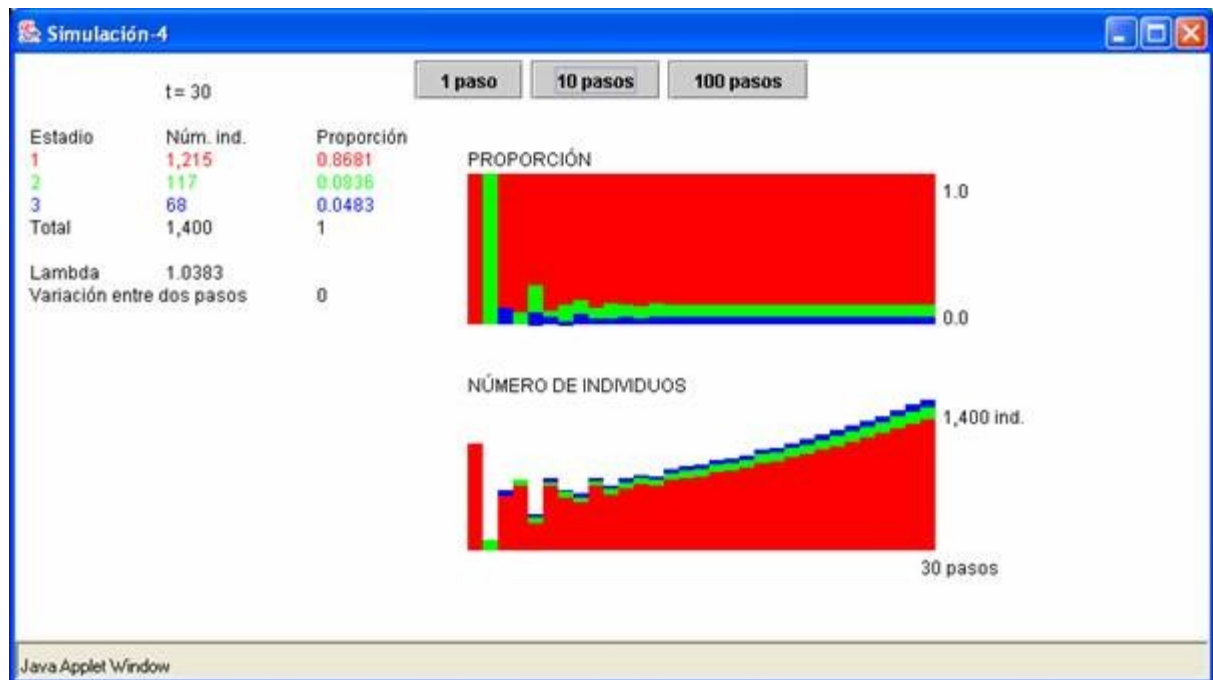 Simulación-4
1 paso 10 pasos 100 pasos
t= 30
Estadio Núm. ind. Proporción
1 1,215 0.8681
2 117 0.0836
3 68 0.0483
Total 1,400 1
Lambda 1.0383
Variación entre dos pasos 0
PROPORCIÓN
1.0
0.0
NÚMERO DE INDIVIDUOS
1,400 ind.
30 pasos
Java Applet Window